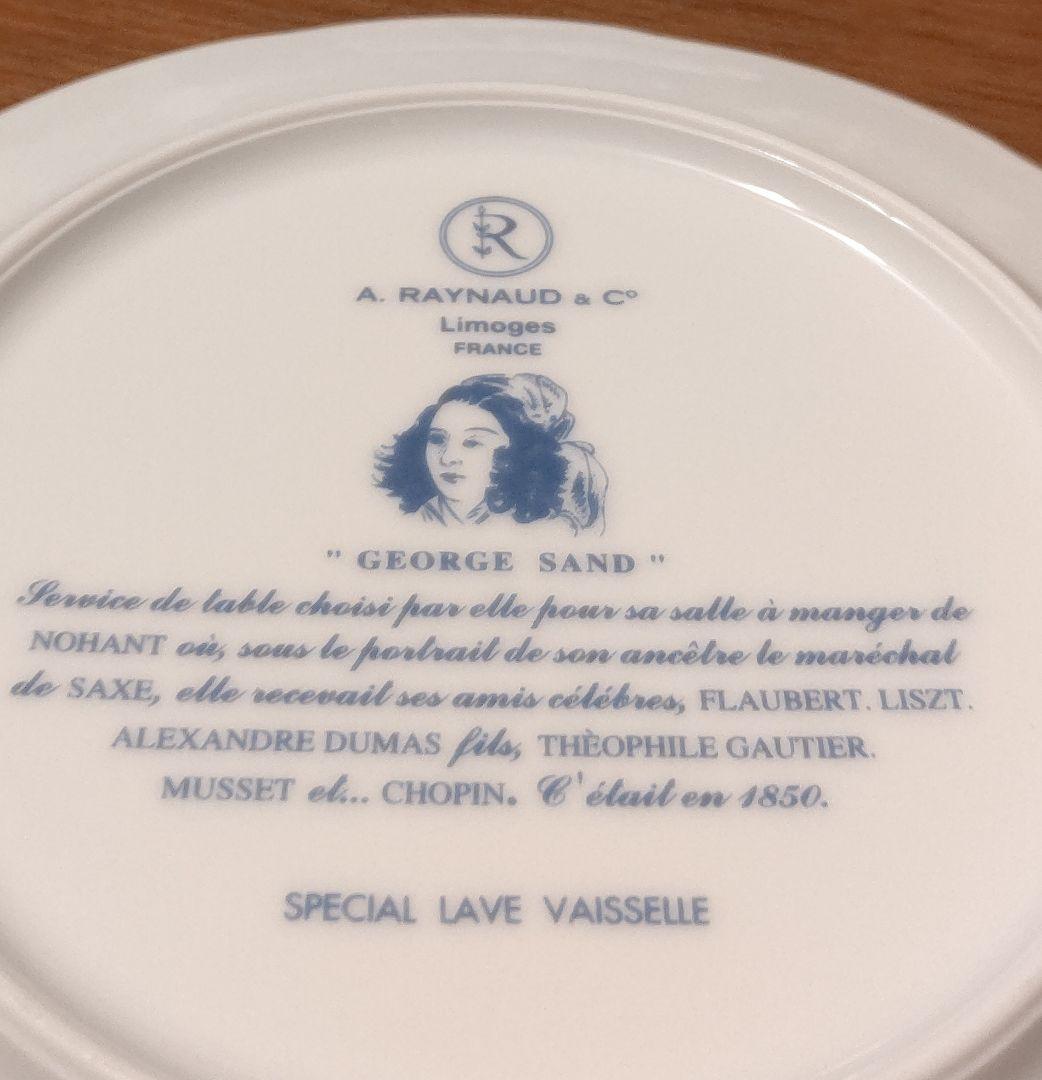 R
A. RAYNAUD & Cº
Limoges
FRANCE
" GEORGE SAND "
Service de table choisi par elle pour sa salle à manger de
NOHANT où, sous le portrait de son ancêtre le maréchal
de SAXE, elle recevait ses amis célébres, FLAUBERT. LISZT.
ALEXANDRE DUMAS fils, THÈOPHILE GAUTIER.
MUSSET et... CHOPIN. C'était en 1850.
SPECIAL LAVE VAISSELLE